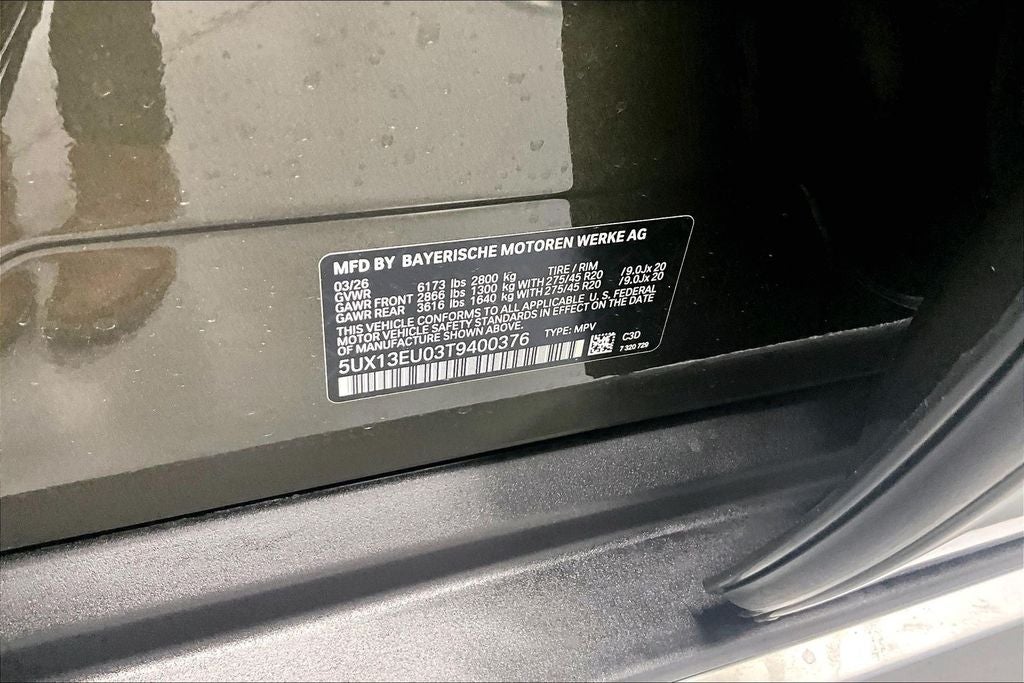 MFD BY BAYERISCHE MOTOREN WERKE AG
03/26 TIRE / RIM
GVWR 6173 lbs 2800 kg
GAWR FRONT 2866 lbs 1300 kg WITH 275/45 R20 /9.0Jx20
GAWR REAR 3616 lbs 1640 kg WITH 275/45 R20 /9.0Jx20
THIS VEHICLE CONFORMS TO ALL APPLICABLE U.S. FEDERAL
MOTOR VEHICLE SAFETY STANDARDS IN EFFECT ON THE DATE
OF MANUFACTURE SHOWN ABOVE.
5UX13EU03T9400376 TYPE: MPV
C3D
7 320 729